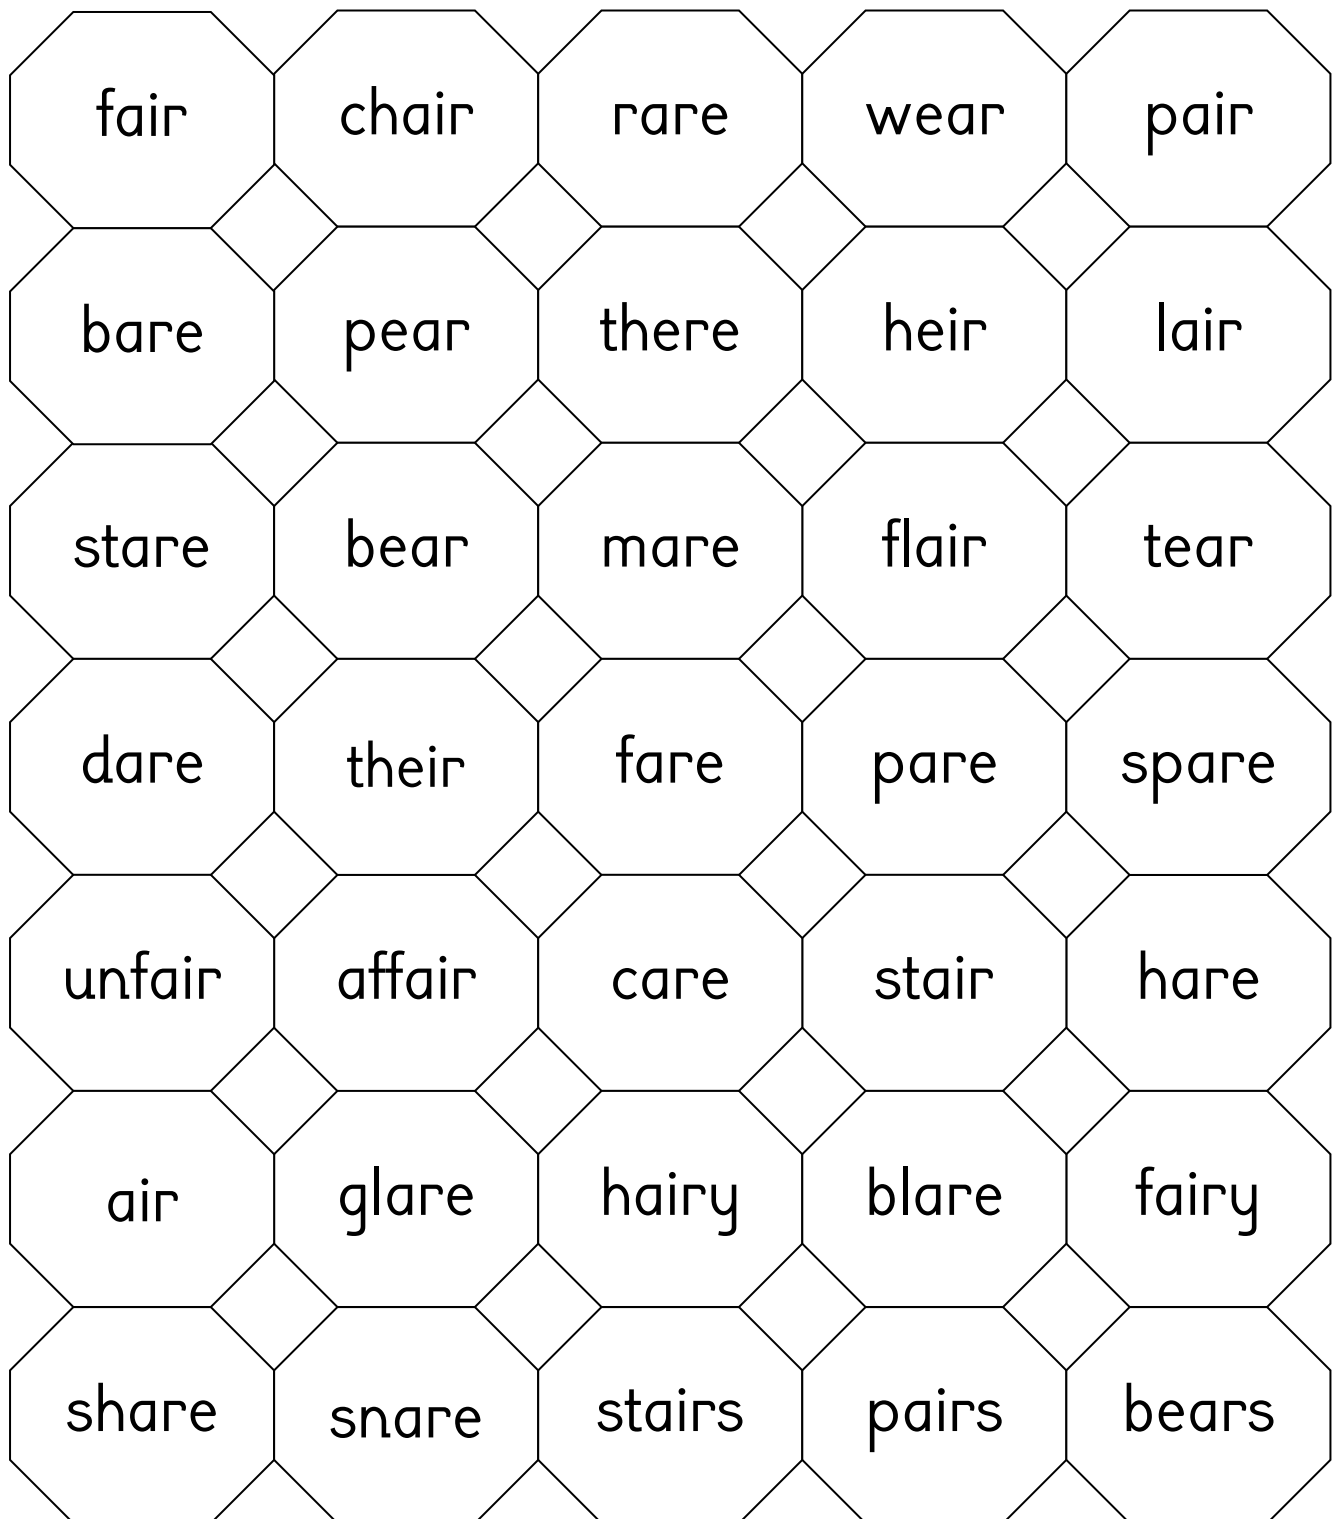 fair chair rare wear pair
bare pear there heir lair
stare bear mare flair tear
dare their fare pare spare
unfair affair care stair hare
air glare hairy blare fairy
share snare stairs pairs bears